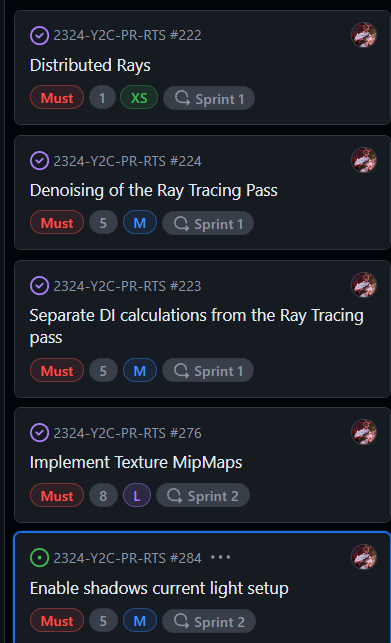 2324-Y2C-PR-RTS #222
Distributed Rays
Must 1 XS Sprint 1
2324-Y2C-PR-RTS #224
Denoising of the Ray Tracing Pass
Must 5 M Sprint 1
2324-Y2C-PR-RTS #223
Separate DI calculations from the Ray Tracing
pass
Must 5 M Sprint 1
2324-Y2C-PR-RTS #276
Implement Texture MipMaps
Must 8 L Sprint 2
2324-Y2C-PR-RTS #284 •••
Enable shadows current light setup
Must 5 M Sprint 2